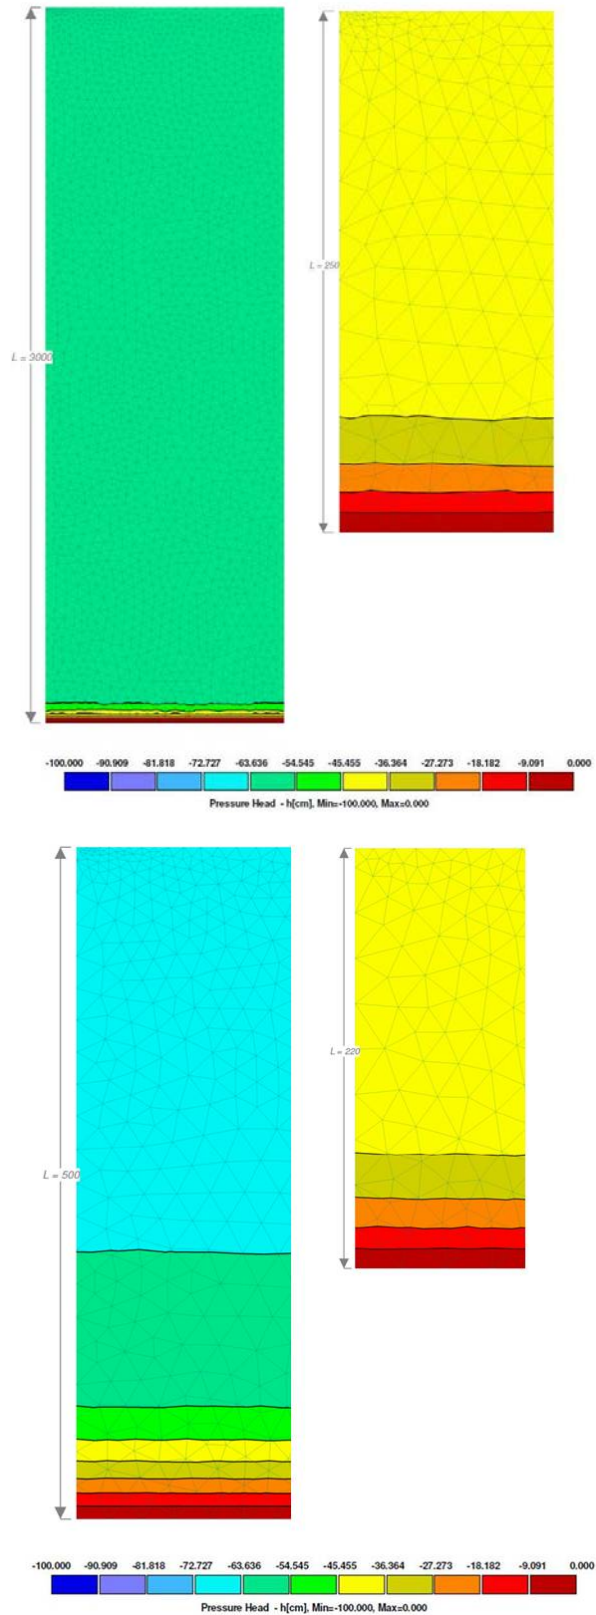 L = 3000
L = 250
-100.000 -90.909 -81.818 -72.727 -63.636 -54.545 -45.455 -36.364 -27.273 -18.182 -9.091 0.000
Pressure Head - h[cm], Min=-100.000, Max=0.000
L = 500
L = 220
-100.000 -90.909 -81.818 -72.727 -63.636 -54.545 -45.455 -36.364 -27.273 -18.182 -9.091 0.000
Pressure Head - h[cm], Min=-100.000, Max=0.000